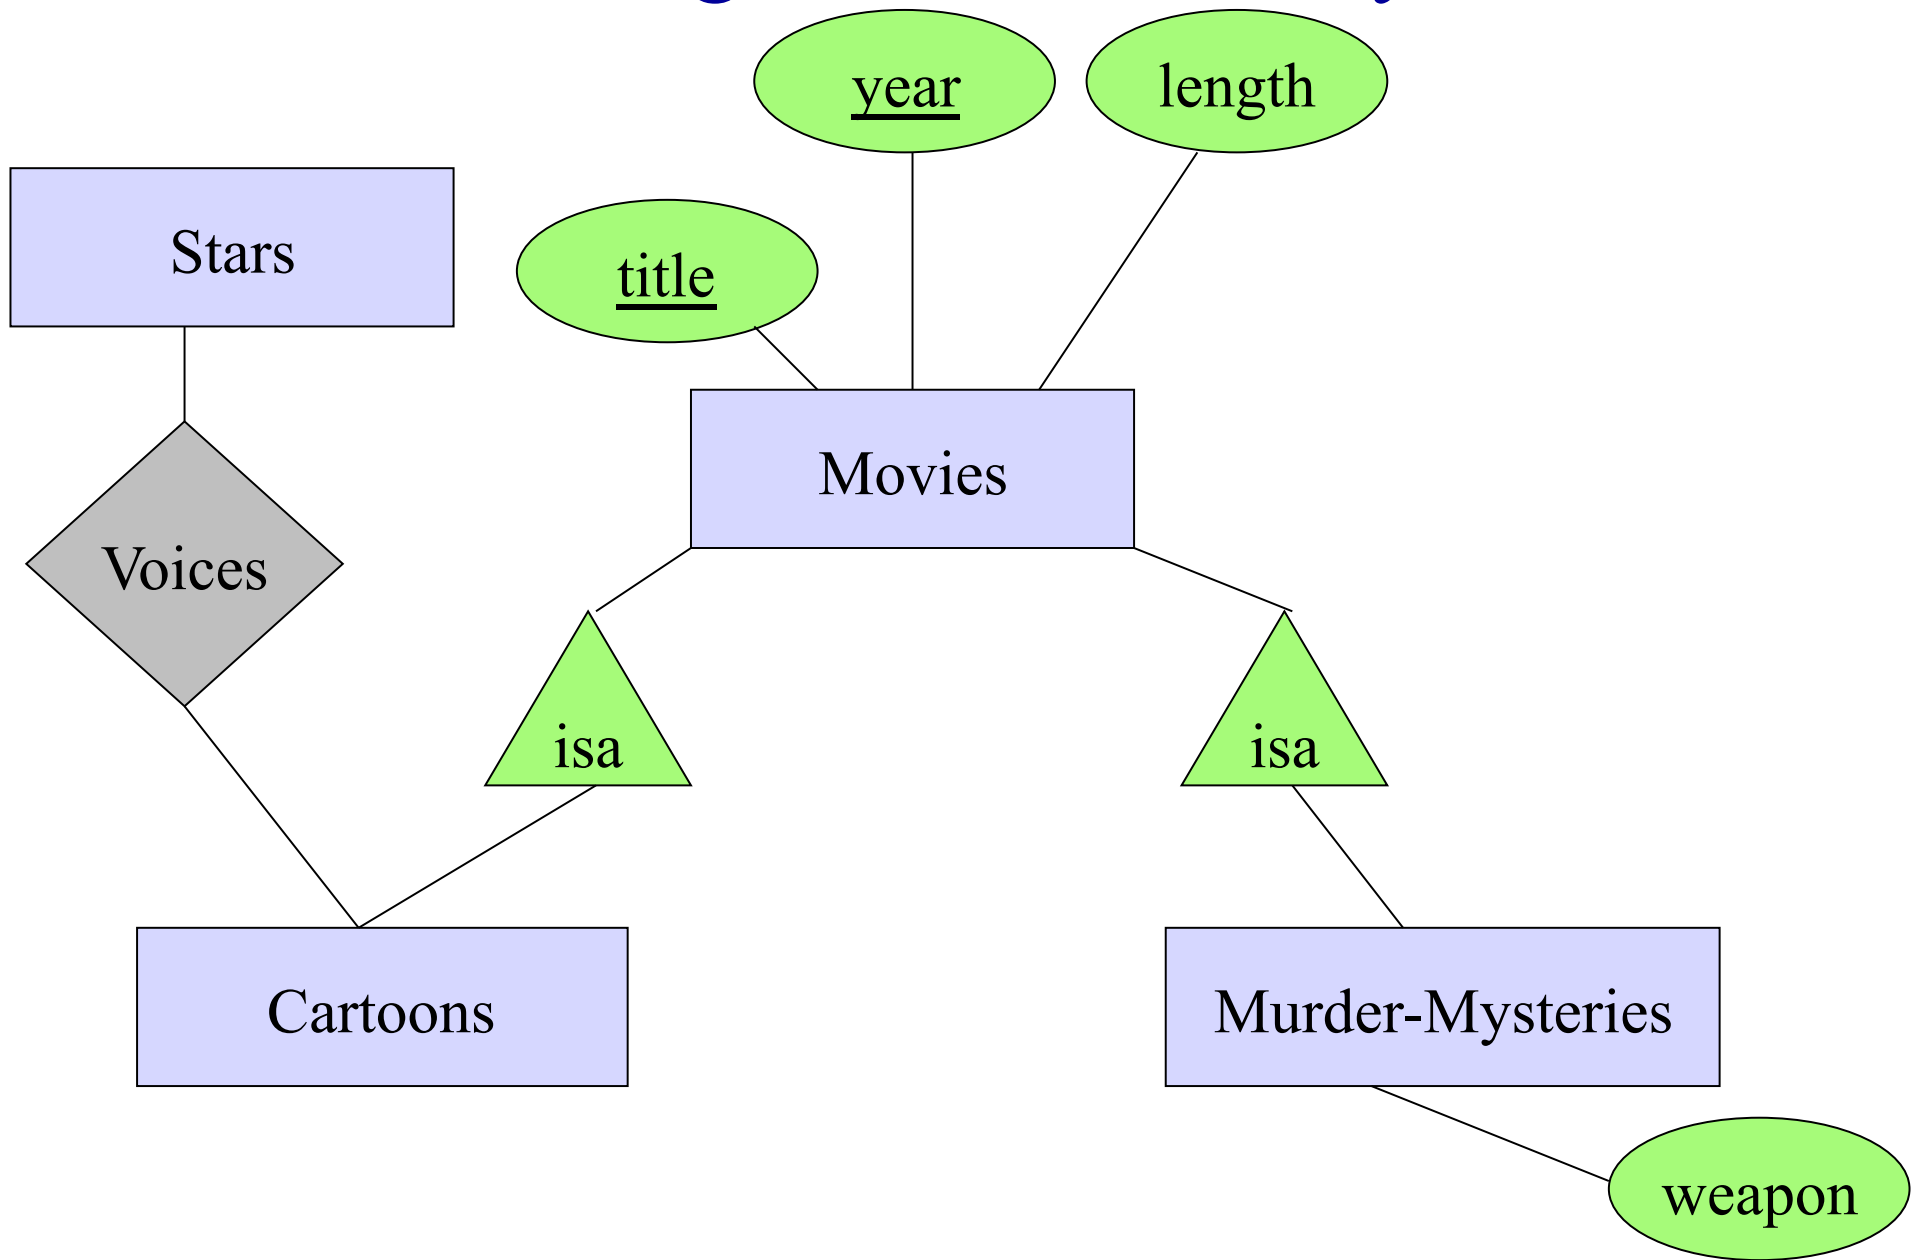 year
length
Stars
title
Movies
Voices
isa
isa
Cartoons
Murder-Mysteries
weapon